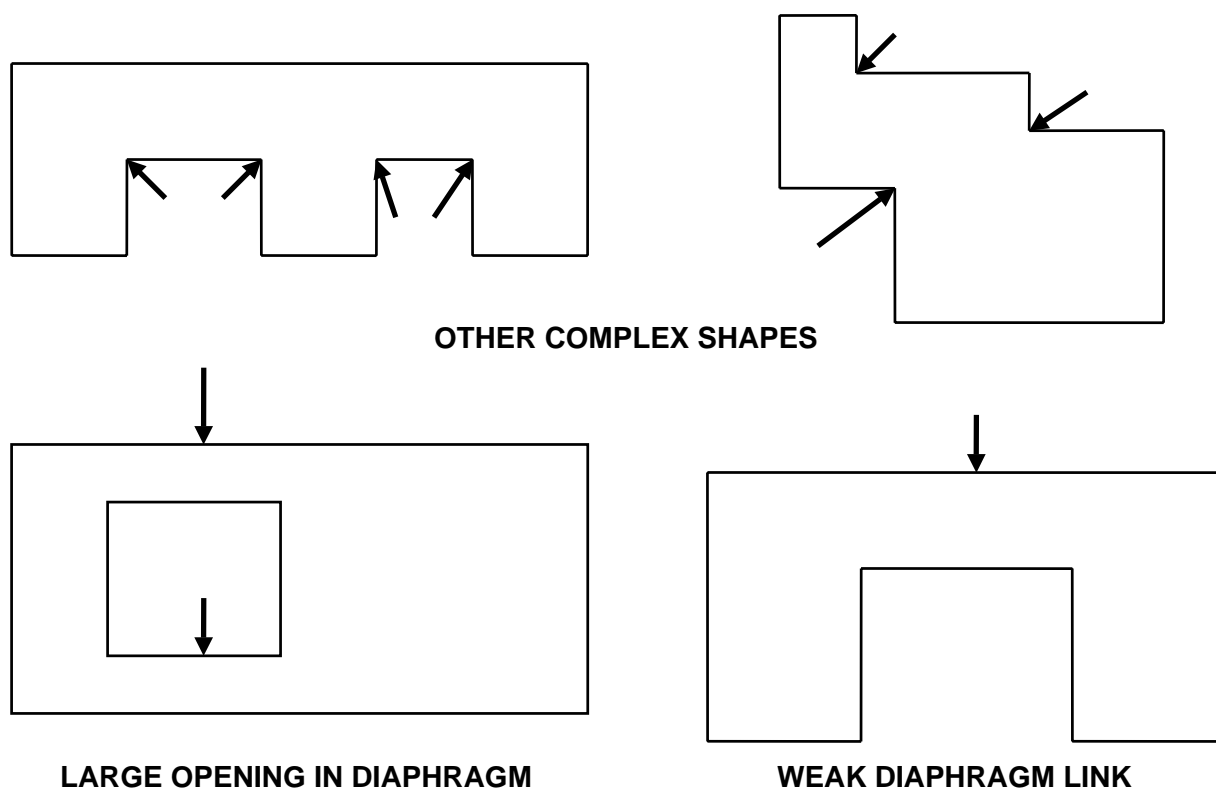 OTHER COMPLEX SHAPES
LARGE OPENING IN DIAPHRAGM
WEAK DIAPHRAGM LINK